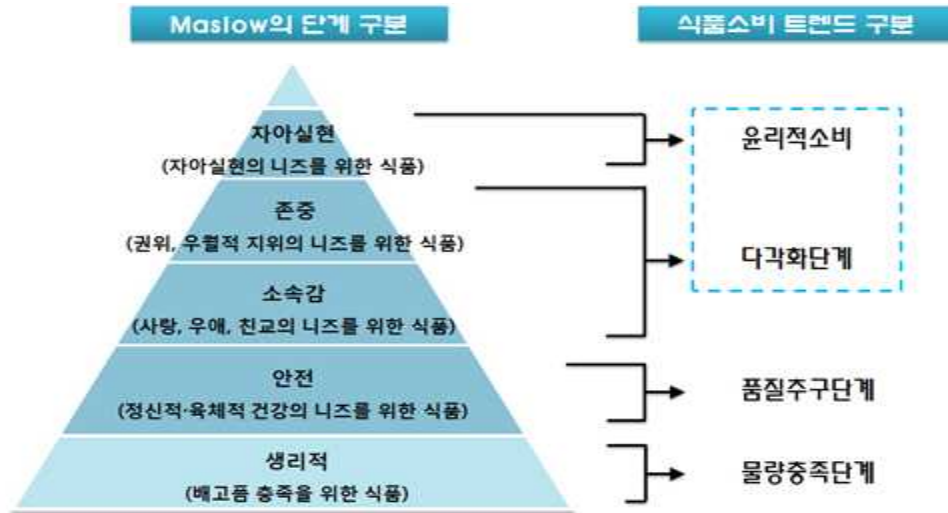 Maslow의 단계 구분
식품소비 트렌드 구분
자아실현
(자아실현의 니즈를 위한 식품)
존중
(권위, 우월적 지위의 니즈를 위한 식품)
소속감
(사랑, 우애, 친교의 니즈를 위한 식품)
안전
(정신적·육체적 건강의 니즈를 위한 식품)
생리적
(배고픔 충족을 위한 식품)
윤리적소비
다각화단계
품질추구단계
물량충족단계